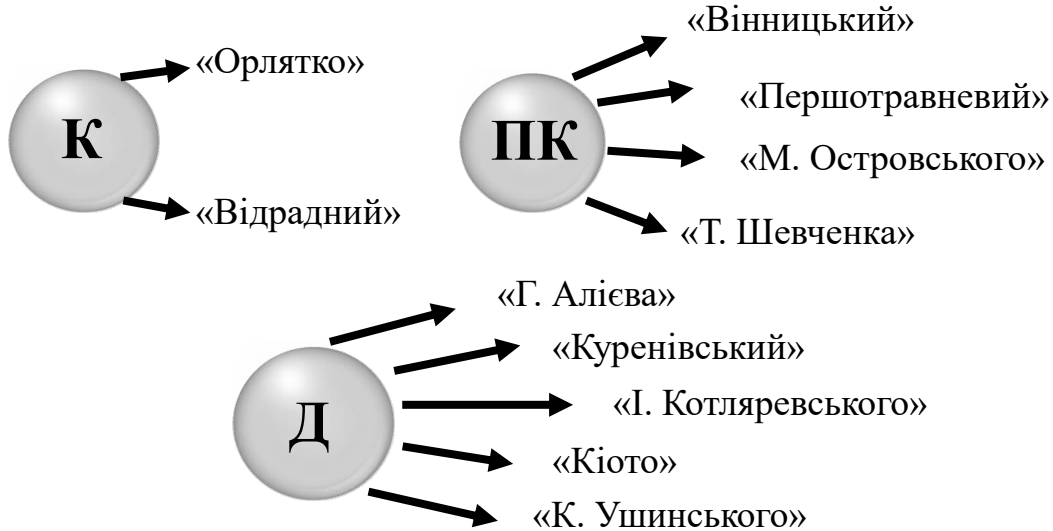 К
«Орлятко»
«Відрадний»
ПК
«Вінницький»
«Першотравневий»
«М. Островського»
«Т. Шевченка»
Д
«Г. Алієва»
«Куренівський»
«І. Котляревського»
«Кіото»
«К. Ушинського»